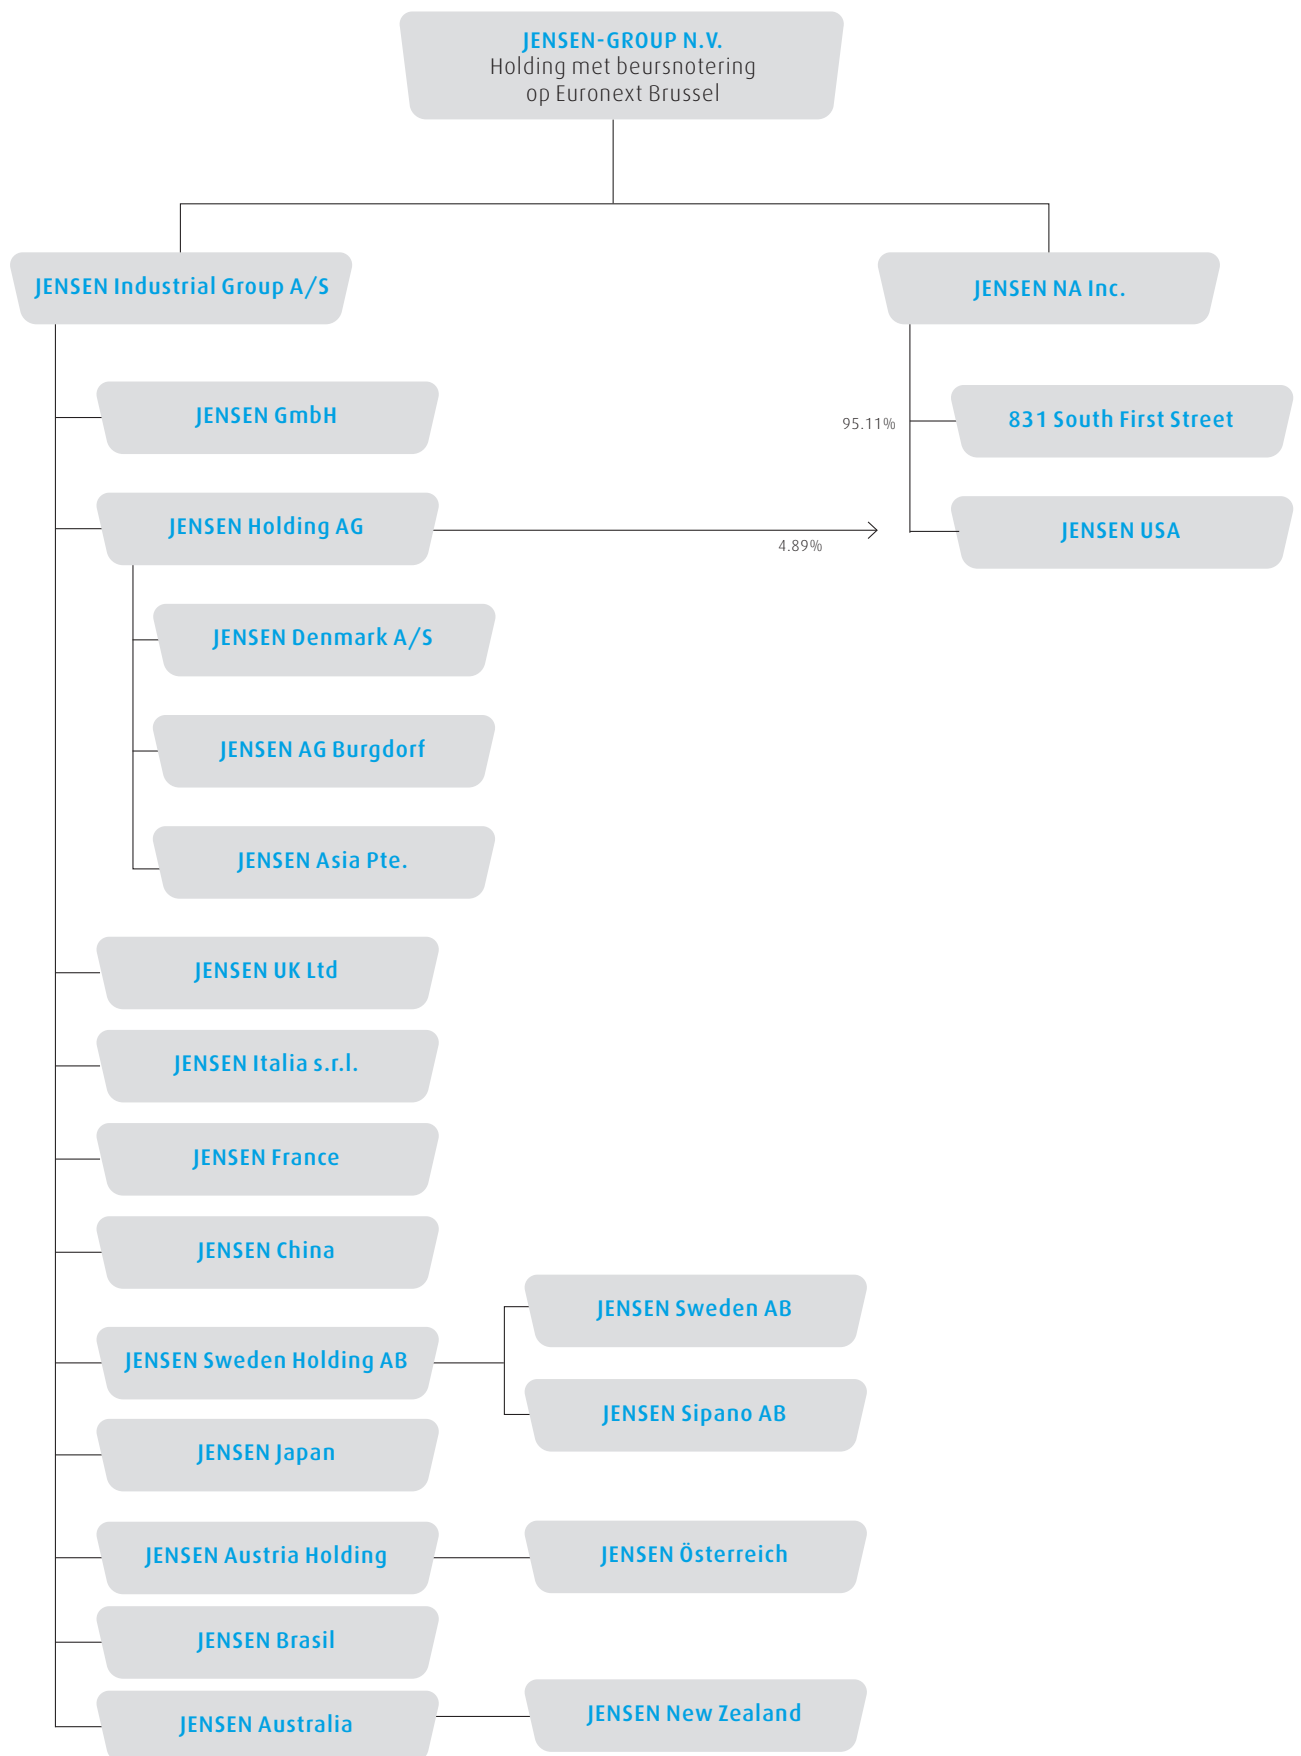 JENSEN-GROUP N.V.
Holding met beursnotering
op Euronext Brussel
JENSEN Industrial Group A/S
JENSEN NA Inc.
JENSEN GmbH
95.11%
831 South First Street
JENSEN Holding AG
4.89%
JENSEN USA
JENSEN Denmark A/S
JENSEN AG Burgdorf
JENSEN Asia Pte.
JENSEN UK Ltd
JENSEN Italia s.r.l.
JENSEN France
JENSEN China
JENSEN Sweden Holding AB
JENSEN Sweden AB
JENSEN Sipano AB
JENSEN Japan
JENSEN Austria Holding
JENSEN Österreich
JENSEN Brasil
JENSEN Australia
JENSEN New Zealand